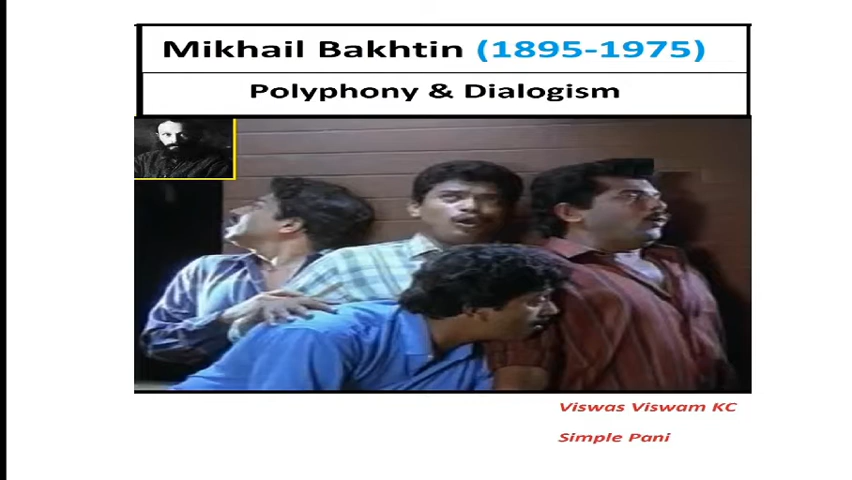 Mikhail Bakhtin (1895-1975)
Polyphony & Dialogism
Viswas Viswam KC
Simple Pani